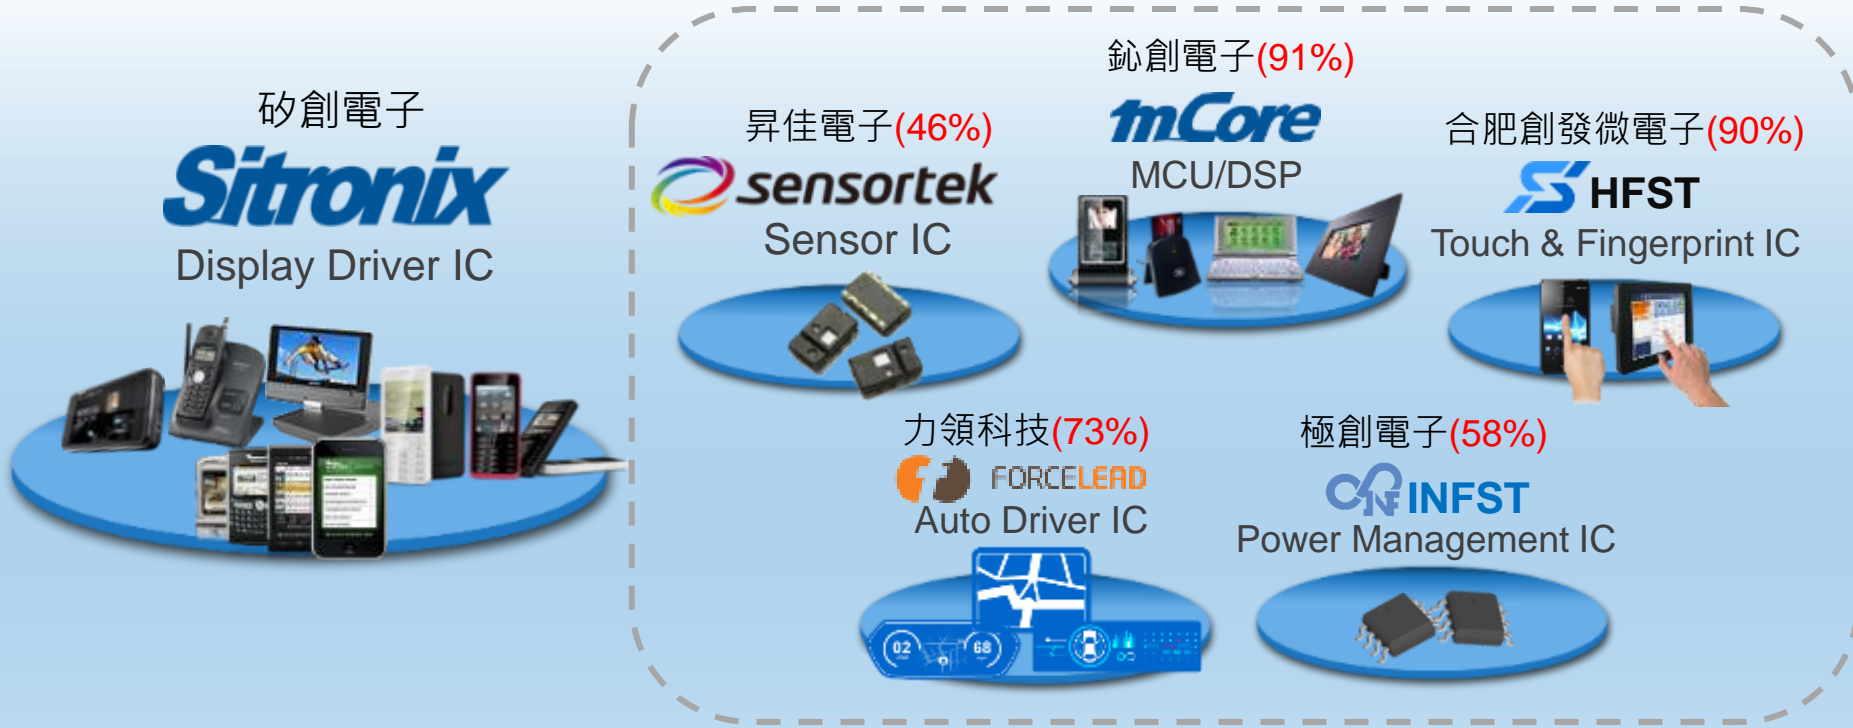 矽創電子
Sitronix
Display Driver IC
昇佳電子(46%)
sensortek
Sensor IC
鈊創電子(91%)
mCore
MCU/DSP
合肥創發微電子(90%)
HFST
Touch & Fingerprint IC
力領科技(73%)
FORCELEAD
Auto Driver IC
02
68
極創電子(58%)
INFST
Power Management IC